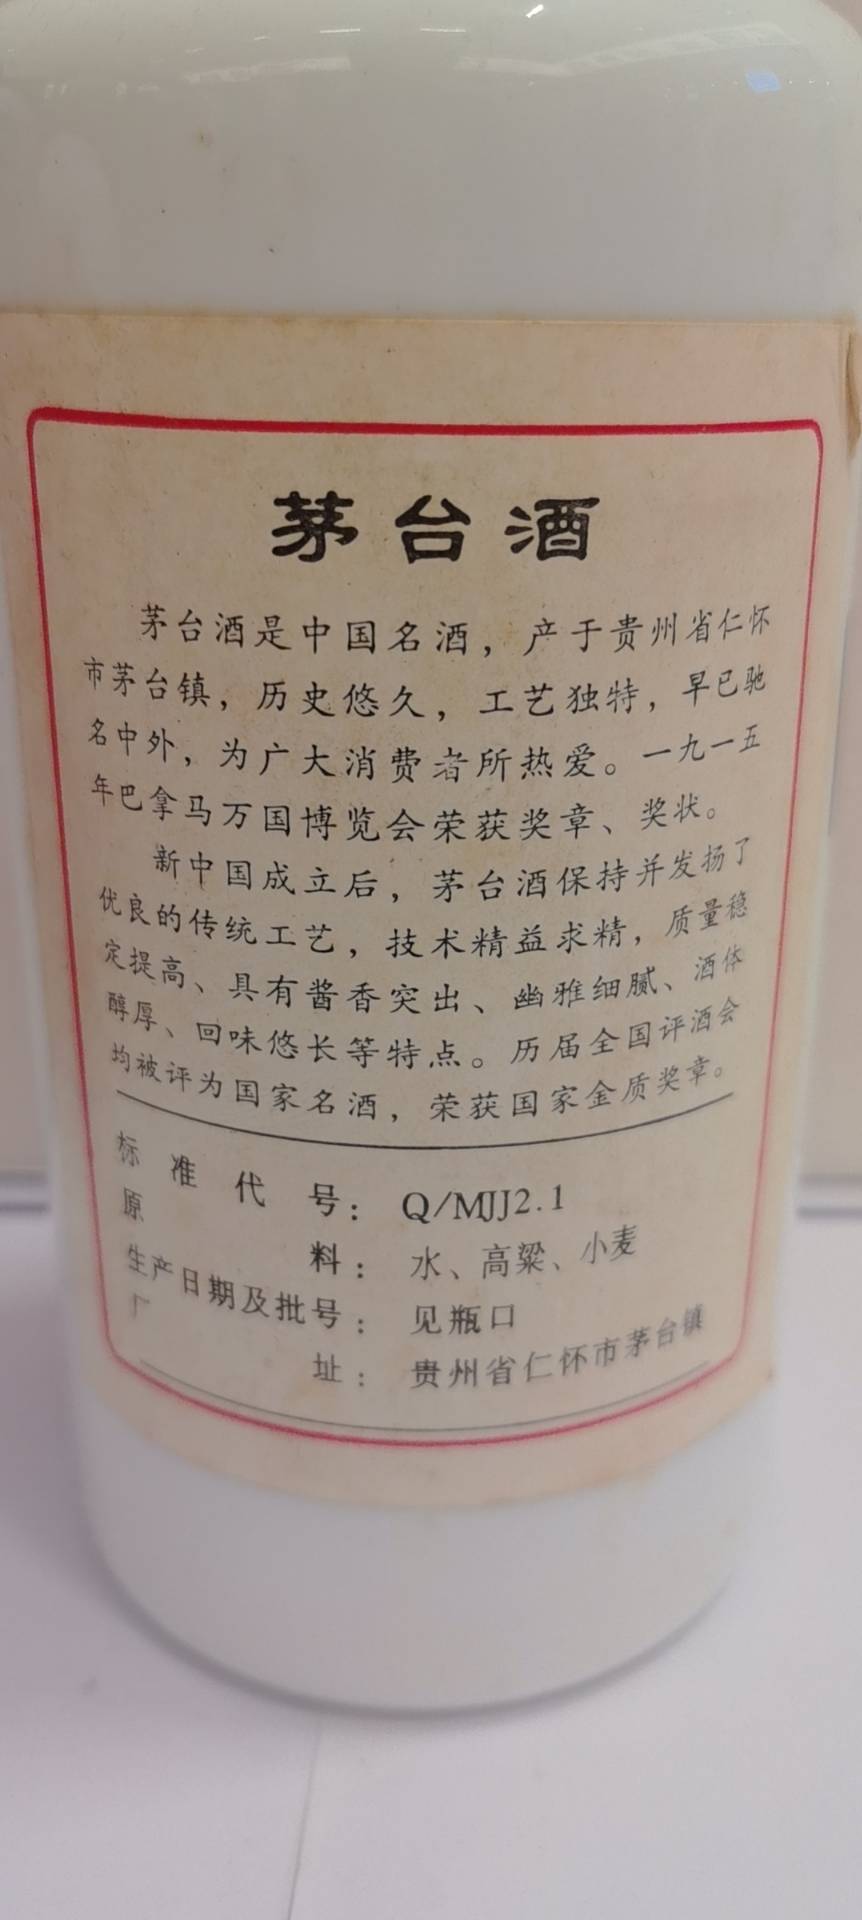 茅台酒
茅台酒是中国名酒，产于贵州省仁怀
市茅台镇，历史悠久，工艺独特，早已驰
名中外，为广大消费者所热爱。一九一五
年巴拿马万国博览会荣获奖章、奖状。
新中国成立后，茅台酒保持并发扬了
优良的传统工艺，技术精益求精，质量稳
定提高、具有酱香突出、幽雅细腻、酒体
醇厚、回味悠长等特点。历届全国评酒会
均被评为国家名酒，荣获国家金质奖章。
标准代号：Q/MJJ2.1
原料：水、高粱、小麦
生产日期及批号：见瓶口
厂址：贵州省仁怀市茅台镇